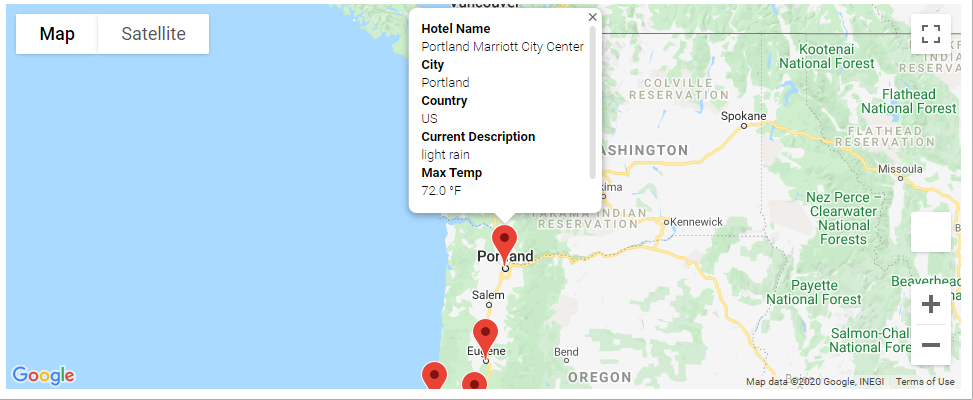 Vancouver
Map
Satellite
Hotel Name
Portland Marriott City Center
City
Portland
Country
US
Current Description
light rain
Max Temp
72.0 °F
Kootenai
National Forest
COLVILLE
RESERVATION
Flathead
National Forest
Spokane
FLATHEAD
RESERVATION
ASHINGTON
Missoula
kima
YAKAMA INDIAN
RESERVATION
Kennewick
Nez Perce –
Clearwater
National
Forests
Portland
Salem
Payette
National Forest
Beaverhead
Eugene
Bend
OREGON
Salmon-Chal
National Fore
Google
Map data ©2020 Google, INEGI
Terms of Use